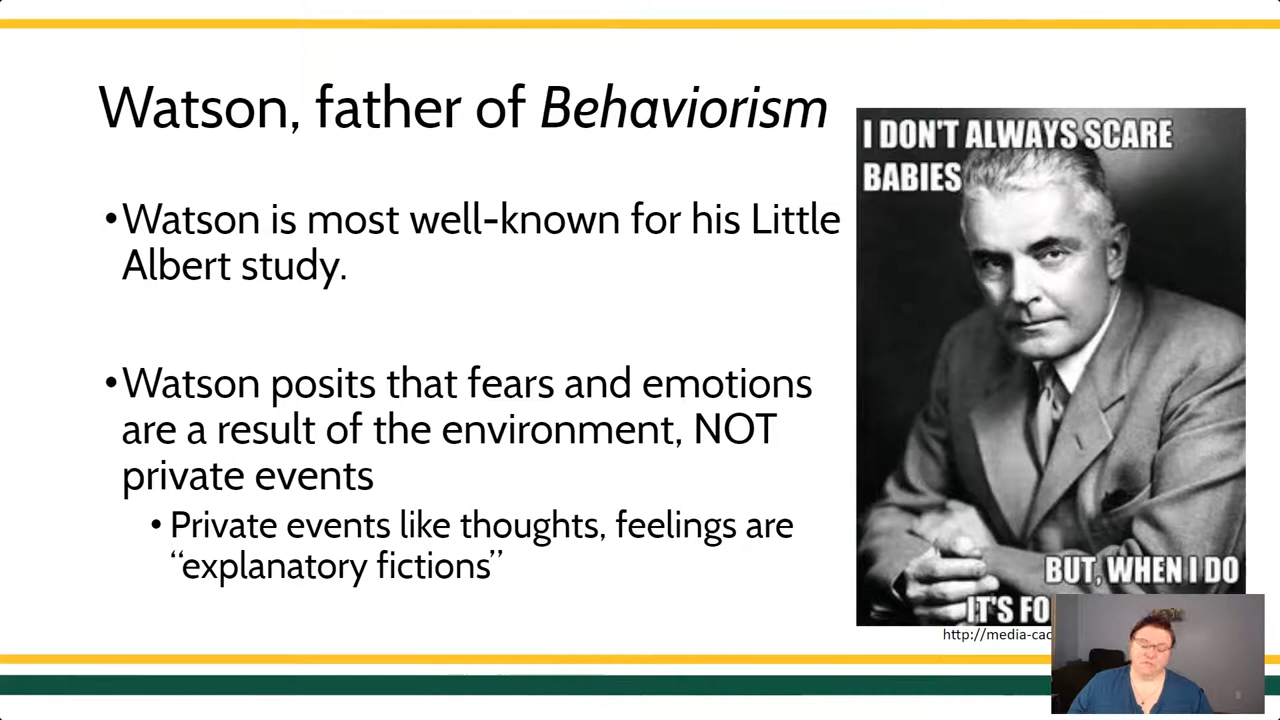 Watson, father of Behaviorism
•Watson is most well-known for his Little
Albert study.
•Watson posits that fears and emotions
are a result of the environment, NOT
private events
• Private events like thoughts, feelings are
“explanatory fictions”
I DON'T ALWAYS SCARE
BABIES
BUT, WHEN I DO
IT'S